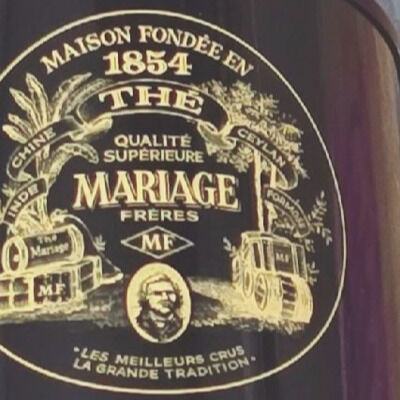 MAISON FONDÉE EN
1854
THÉ
CHINE
CEYLAN
INDE
FORMOSE
QUALITÉ
SUPÉRIEURE
MARIAGE
FRÈRES
MF
The
Mariage
MF
MF
"LES MEILLEURS CRUS
LA GRANDE TRADITION"